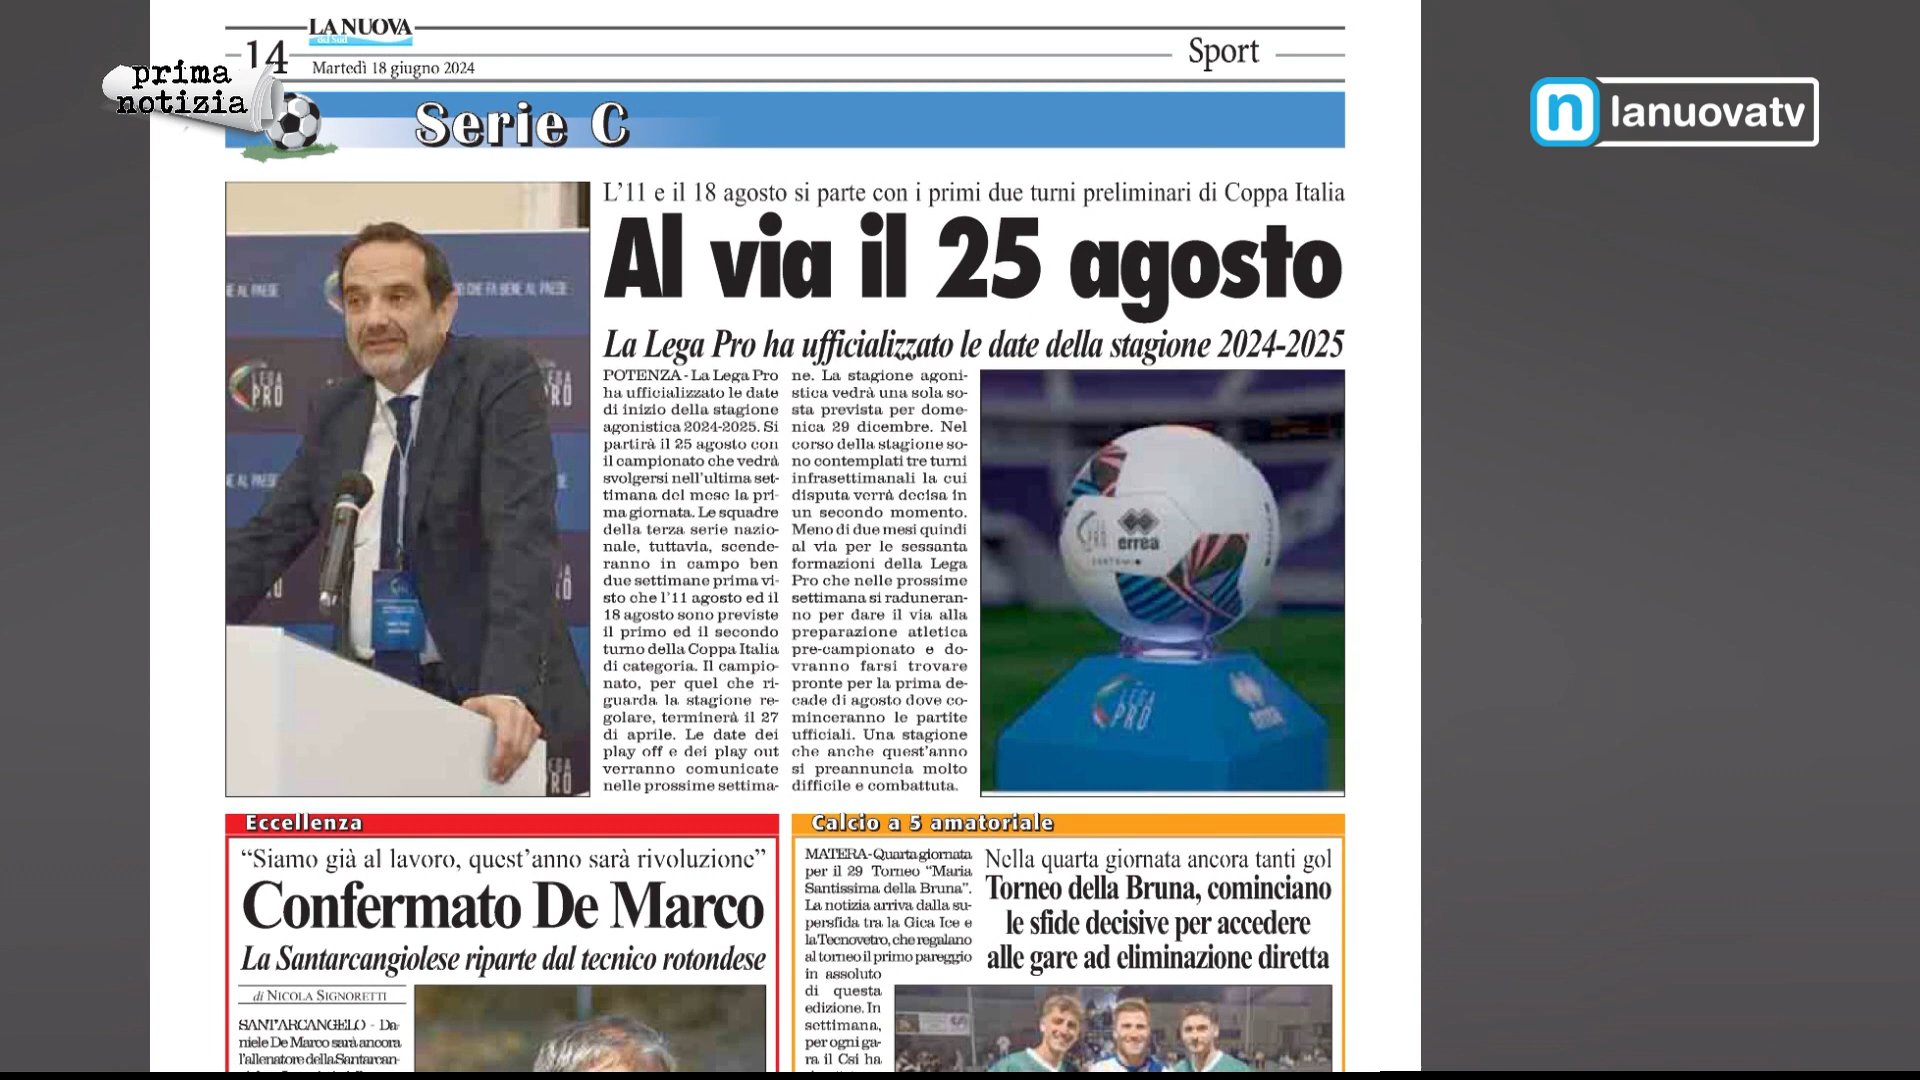 LA NUOVA
del Sud
14
Martedì 18 giugno 2024
Sport
prima
notizia
lanuovatv
Serie C
L'11 e il 18 agosto si parte con i primi due turni preliminari di Coppa Italia
Al via il 25 agosto
La Lega Pro ha ufficializzato le date della stagione 2024-2025
POTENZA - La Lega Pro
ha ufficializzato le date
di inizio della stagione
agonistica 2024-2025. Si
partirà il 25 agosto con
il campionato che vedrà
svolgersi nell'ultima set-
timana del mese la pri-
ma giornata. Le squadre
della terza serie nazio-
nale, tuttavia, scende-
ranno in campo ben
due settimane prima vi-
sto che l'11 agosto ed il
18 agosto sono previste
il primo ed il secondo
turno della Coppa Italia
di categoria. Il campio-
nato, per quel che ri-
guarda la stagione re-
golare, terminerà il 27
di aprile. Le date dei
play off e dei play out
verranno comunicate
nelle prossime settima-
ne. La stagione agoni-
stica vedrà una sola so-
sta prevista per dome-
nica 29 dicembre. Nel
corso della stagione so-
no contemplati tre turni
infrasettimanali la cui
disputa verrà decisa in
un secondo momento.
Meno di due mesi quindi
al via per le sessanta
formazioni della Lega
Pro che nelle prossime
settimana si raduneran-
no per dare il via alla
preparazione atletica
pre-campionato e do-
vranno farsi trovare
pronte per la prima de-
cade di agosto dove co-
minceranno le partite
ufficiali. Una stagione
che anche quest'anno
si preannuncia molto
difficile e combattuta.
LEGA
PRO
errea
LEGA
PRO
errea
Eccellenza
“Siamo già al lavoro, quest'anno sarà rivoluzione”
Confermato De Marco
La Santarcangiolese riparte dal tecnico rotondese
di NICOLA SIGNORETTI
SANT'ARCANGELO - Da-
niele De Marco sarà ancora
l'allenatore della Santarcan-
Calcio a 5 amatoriale
MATERA - Quarta giornata
per il 29 Torneo “Maria
Santissima della Bruna”.
La notizia arriva dalla su-
persfida tra la Gica Ice e
la Tecnovetro, che regalano
al torneo il primo pareggio
in assoluto
di questa
edizione. In
settimana,
per ogni ga-
ra il Csi ha
Nella quarta giornata ancora tanti gol
Torneo della Bruna, cominciano
le sfide decisive per accedere
alle gare ad eliminazione diretta